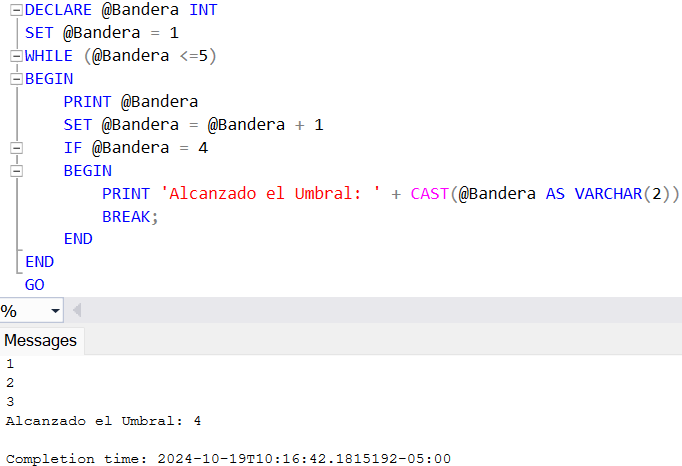 DECLARE @Bandera INT
SET @Bandera = 1
WHILE (@Bandera <=5)
BEGIN
    PRINT @Bandera
    SET @Bandera = @Bandera + 1
    IF @Bandera = 4
    BEGIN
        PRINT 'Alcanzado el Umbral: ' + CAST(@Bandera AS VARCHAR(2))
        BREAK;
    END
END
GO
%
Messages
1
2
3
Alcanzado el Umbral: 4
Completion time: 2024-10-19T10:16:42.1815192-05:00